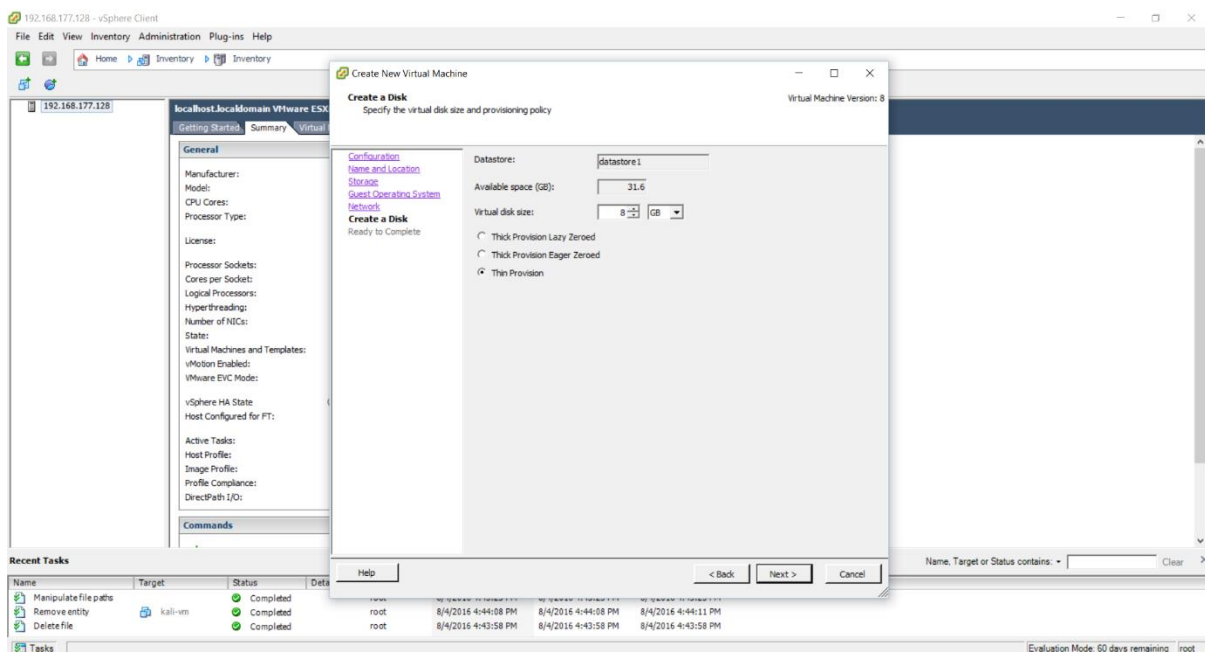 192.168.177.128 - vSphere Client
File Edit View Inventory Administration Plug-ins Help
Home Inventory Inventory
192.168.177.128
localhost.localdomain VMware ESX
Getting Started Summary Virtual
General
Manufacturer:
Model:
CPU Cores:
Processor Type:
License:
Processor Sockets:
Cores per Socket:
Logical Processors:
Hyperthreading:
Number of NICs:
State:
Virtual Machines and Templates:
vMotion Enabled:
VMware EVC Mode:
vSphere HA State
Host Configured for FT:
Active Tasks:
Host Profile:
Image Profile:
Profile Compliance:
DirectPath I/O:
Commands
Create New Virtual Machine
Create a Disk
Specify the virtual disk size and provisioning policy
Virtual Machine Version: 8
Configuration
Name and Location
Storage
Guest Operating System
Network
Create a Disk
Ready to Complete
Datastore: datastore1
Available space (GB): 31.6
Virtual disk size: 8 GB
Thick Provision Lazy Zeroed
Thick Provision Eager Zeroed
Thin Provision
Help < Back Next > Cancel
Recent Tasks
Name, Target or Status contains: Clear
Name Target Status Deta
Manipulate file paths Completed root
Remove entity kali-vm Completed root 8/4/2016 4:44:08 PM 8/4/2016 4:44:08 PM 8/4/2016 4:44:11 PM
Delete file Completed root 8/4/2016 4:43:58 PM 8/4/2016 4:43:58 PM 8/4/2016 4:43:58 PM
Tasks Evaluation Mode: 60 days remaining root